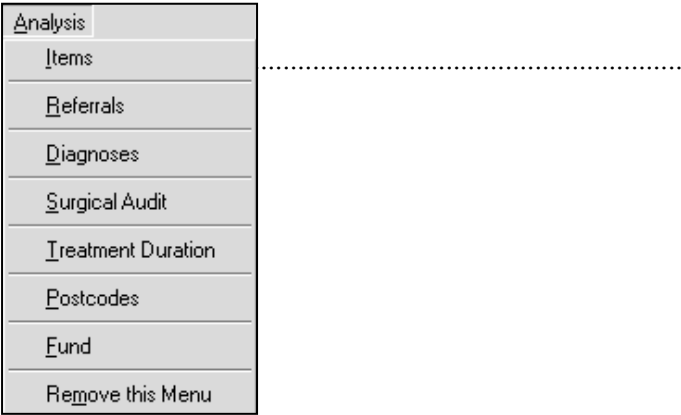 Analysis
Items ..................................................
Referrals
Diagnoses
Surgical Audit
Treatment Duration
Postcodes
Fund
Remove this Menu